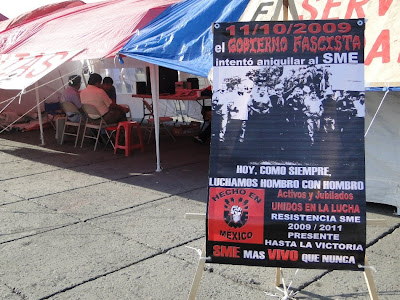 11/10/2009
el GOBIERNO FASCISTA
intentó aniquilar al SME
HOY, COMO SIEMPRE,
LUCHAMOS HOMBRO CON HOMBRO
HECHO EN
MEXICO
Activos y Jubilados
UNIDOS EN LA LUCHA
RESISTENCIA SME
2009 / 2011
PRESENTE
HASTA LA VICTORIA
SME MAS VIVO QUE NUNCA